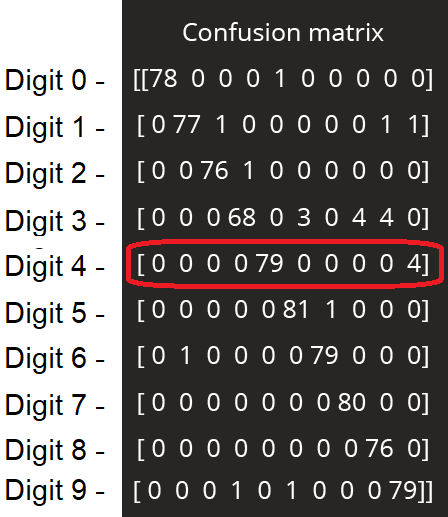 Confusion matrix
Digit 0 - [[78 0 0 0 1 0 0 0 0 0]
Digit 1 - [ 0 77 1 0 0 0 0 0 1 1]
Digit 2 - [ 0 0 76 1 0 0 0 0 0 0]
Digit 3 - [ 0 0 0 68 0 3 0 4 4 0]
Digit 4 - [ 0 0 0 0 79 0 0 0 0 4]
Digit 5 - [ 0 0 0 0 0 81 1 0 0 0]
Digit 6 - [ 0 1 0 0 0 0 79 0 0 0]
Digit 7 - [ 0 0 0 0 0 0 0 80 0 0]
Digit 8 - [ 0 0 0 0 0 0 0 0 76 0]
Digit 9 - [ 0 0 0 1 0 1 0 0 0 79]]